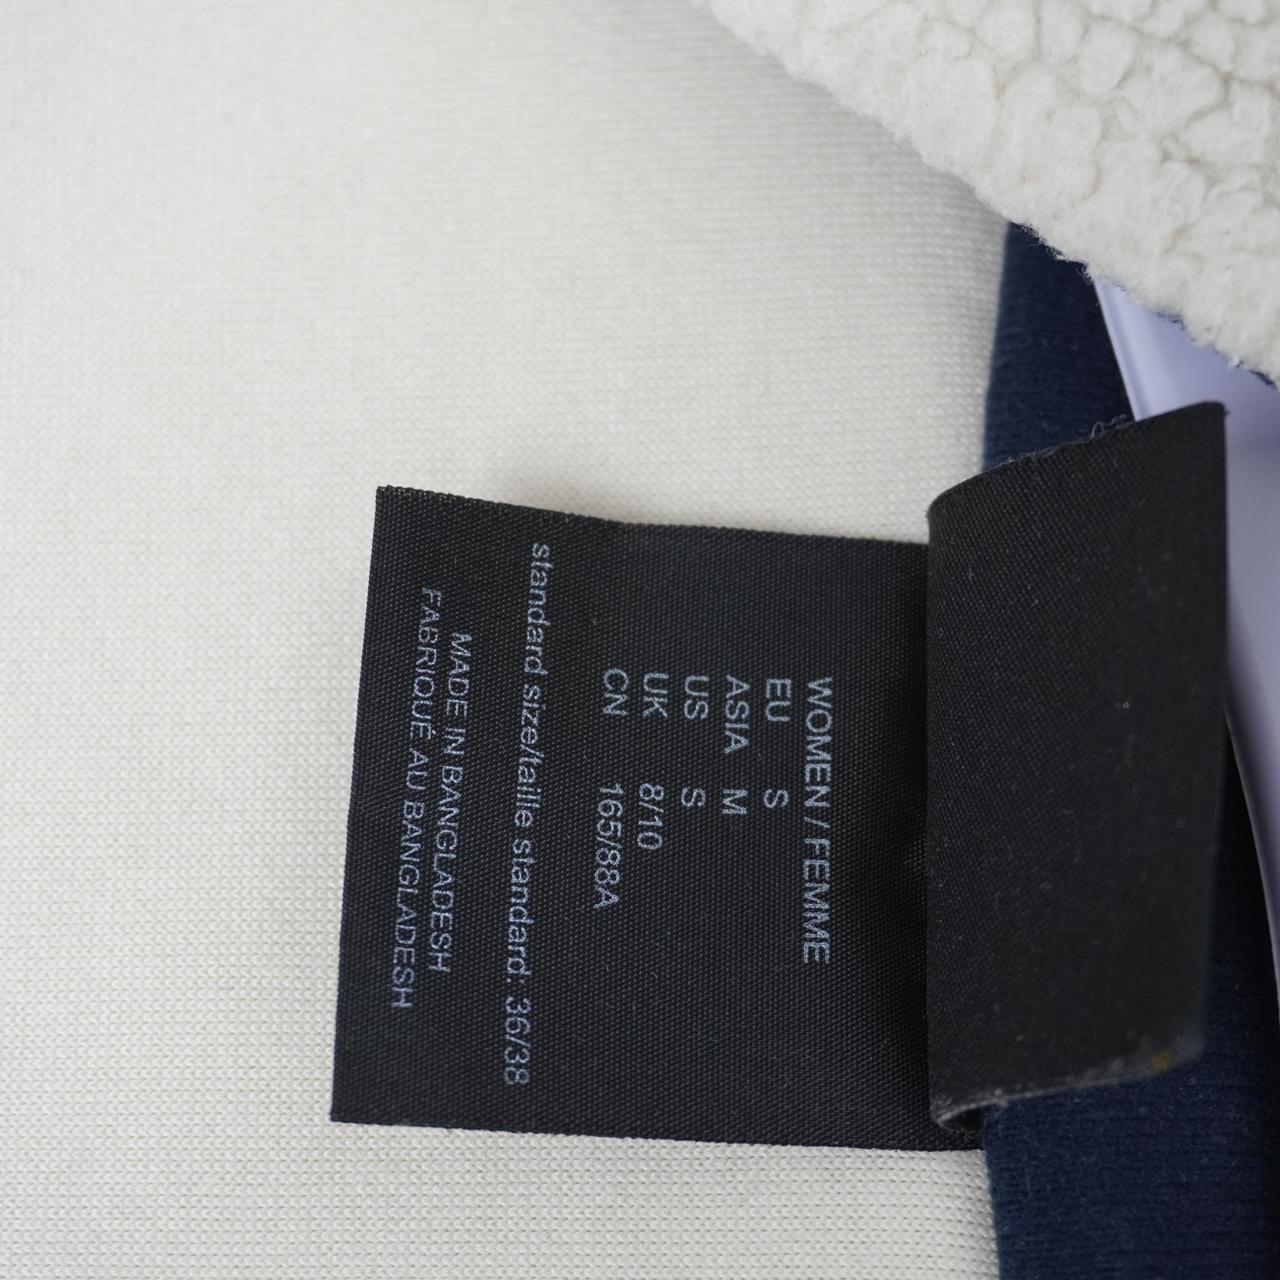 WOMEN / FEMME
EU S
ASIA M
US S
UK 8/10
CN 165/88A
standard size/taille standard: 36/38
MADE IN BANGLADESH
FABRIQUÉ AU BANGLADESH